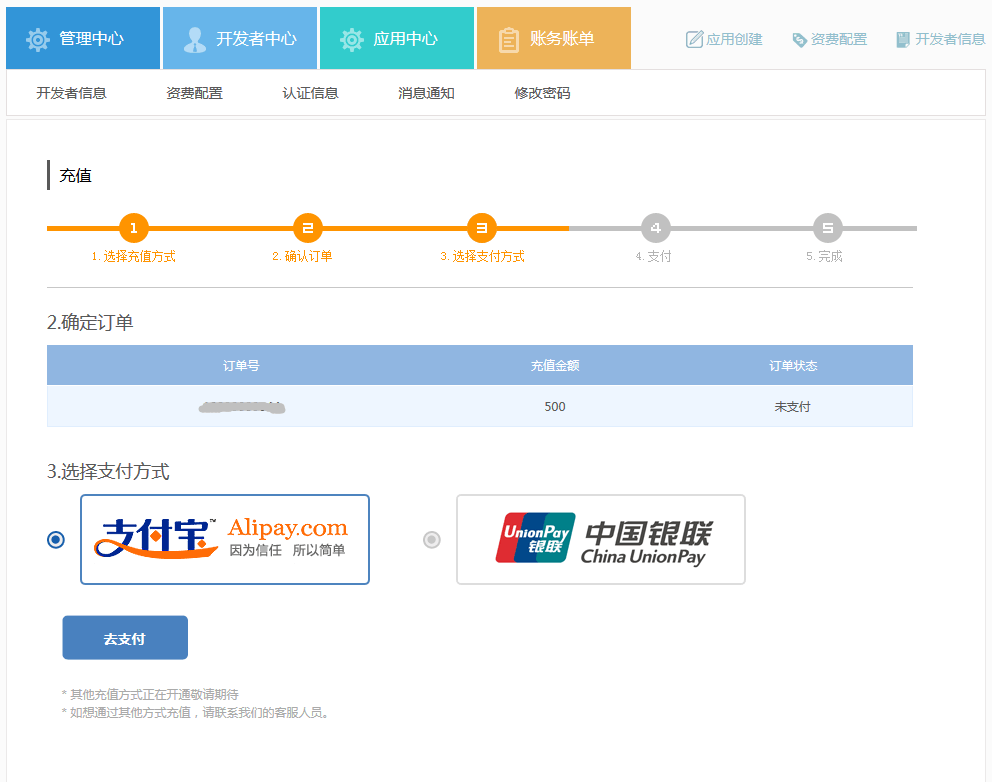 管理中心 开发者中心 应用中心 账务账单 应用创建 资费配置 开发者信息
开发者信息 资费配置 认证信息 消息通知 修改密码
充值
1 2 3 4 5
1. 选择充值方式 2. 确认订单 3. 选择支付方式 4. 支付 5. 完成
2.确定订单
订单号 充值金额 订单状态
500 未支付
3.选择支付方式
支付宝™ Alipay.com UnionPay 中国银联
因为信任 所以简单 银联 China UnionPay
去支付
* 其他充值方式正在开通敬请期待
* 如想通过其他方式充值，请联系我们的客服人员。